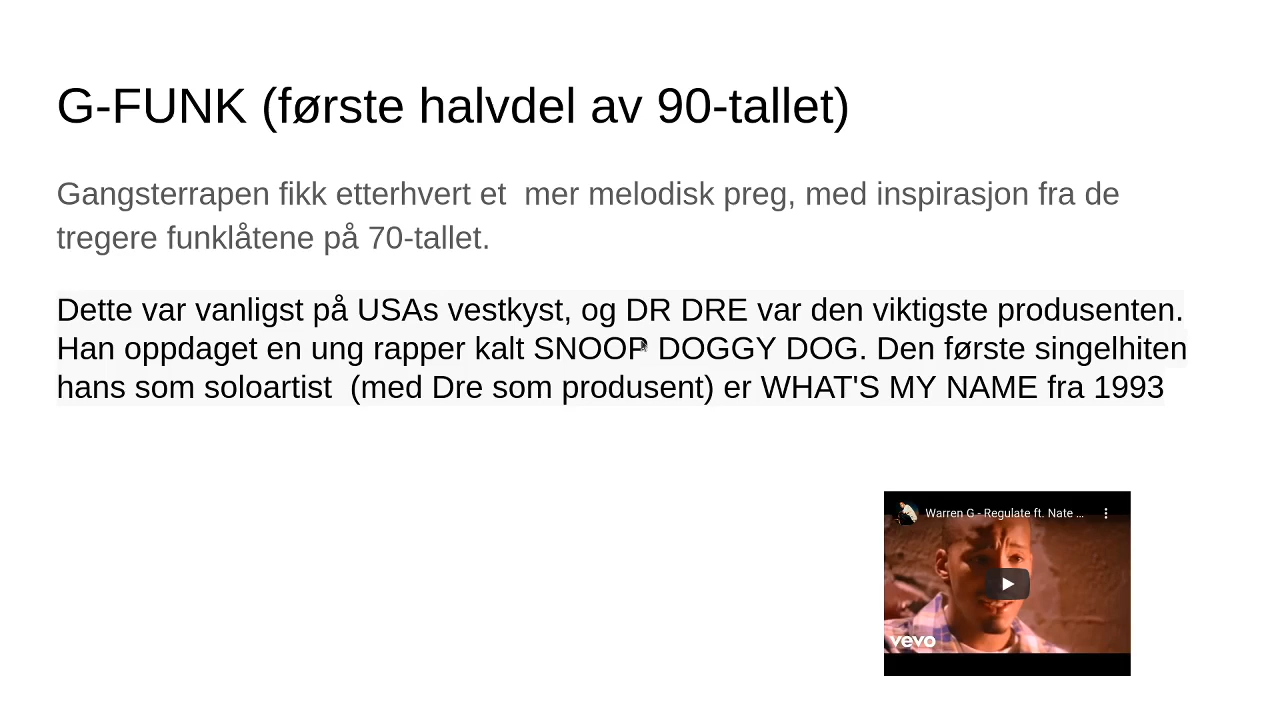 G-FUNK (første halvdel av 90-tallet)
Gangsterrapen fikk etterhvert et  mer melodisk preg, med inspirasjon fra de
tregere funklåtene på 70-tallet.
Dette var vanligst på USAs vestkyst, og DR DRE var den viktigste produsenten.
Han oppdaget en ung rapper kalt SNOOP DOGGY DOG. Den første singelhiten
hans som soloartist  (med Dre som produsent) er WHAT'S MY NAME fra 1993
Warren G - Regulate ft. Nate ...
vevo